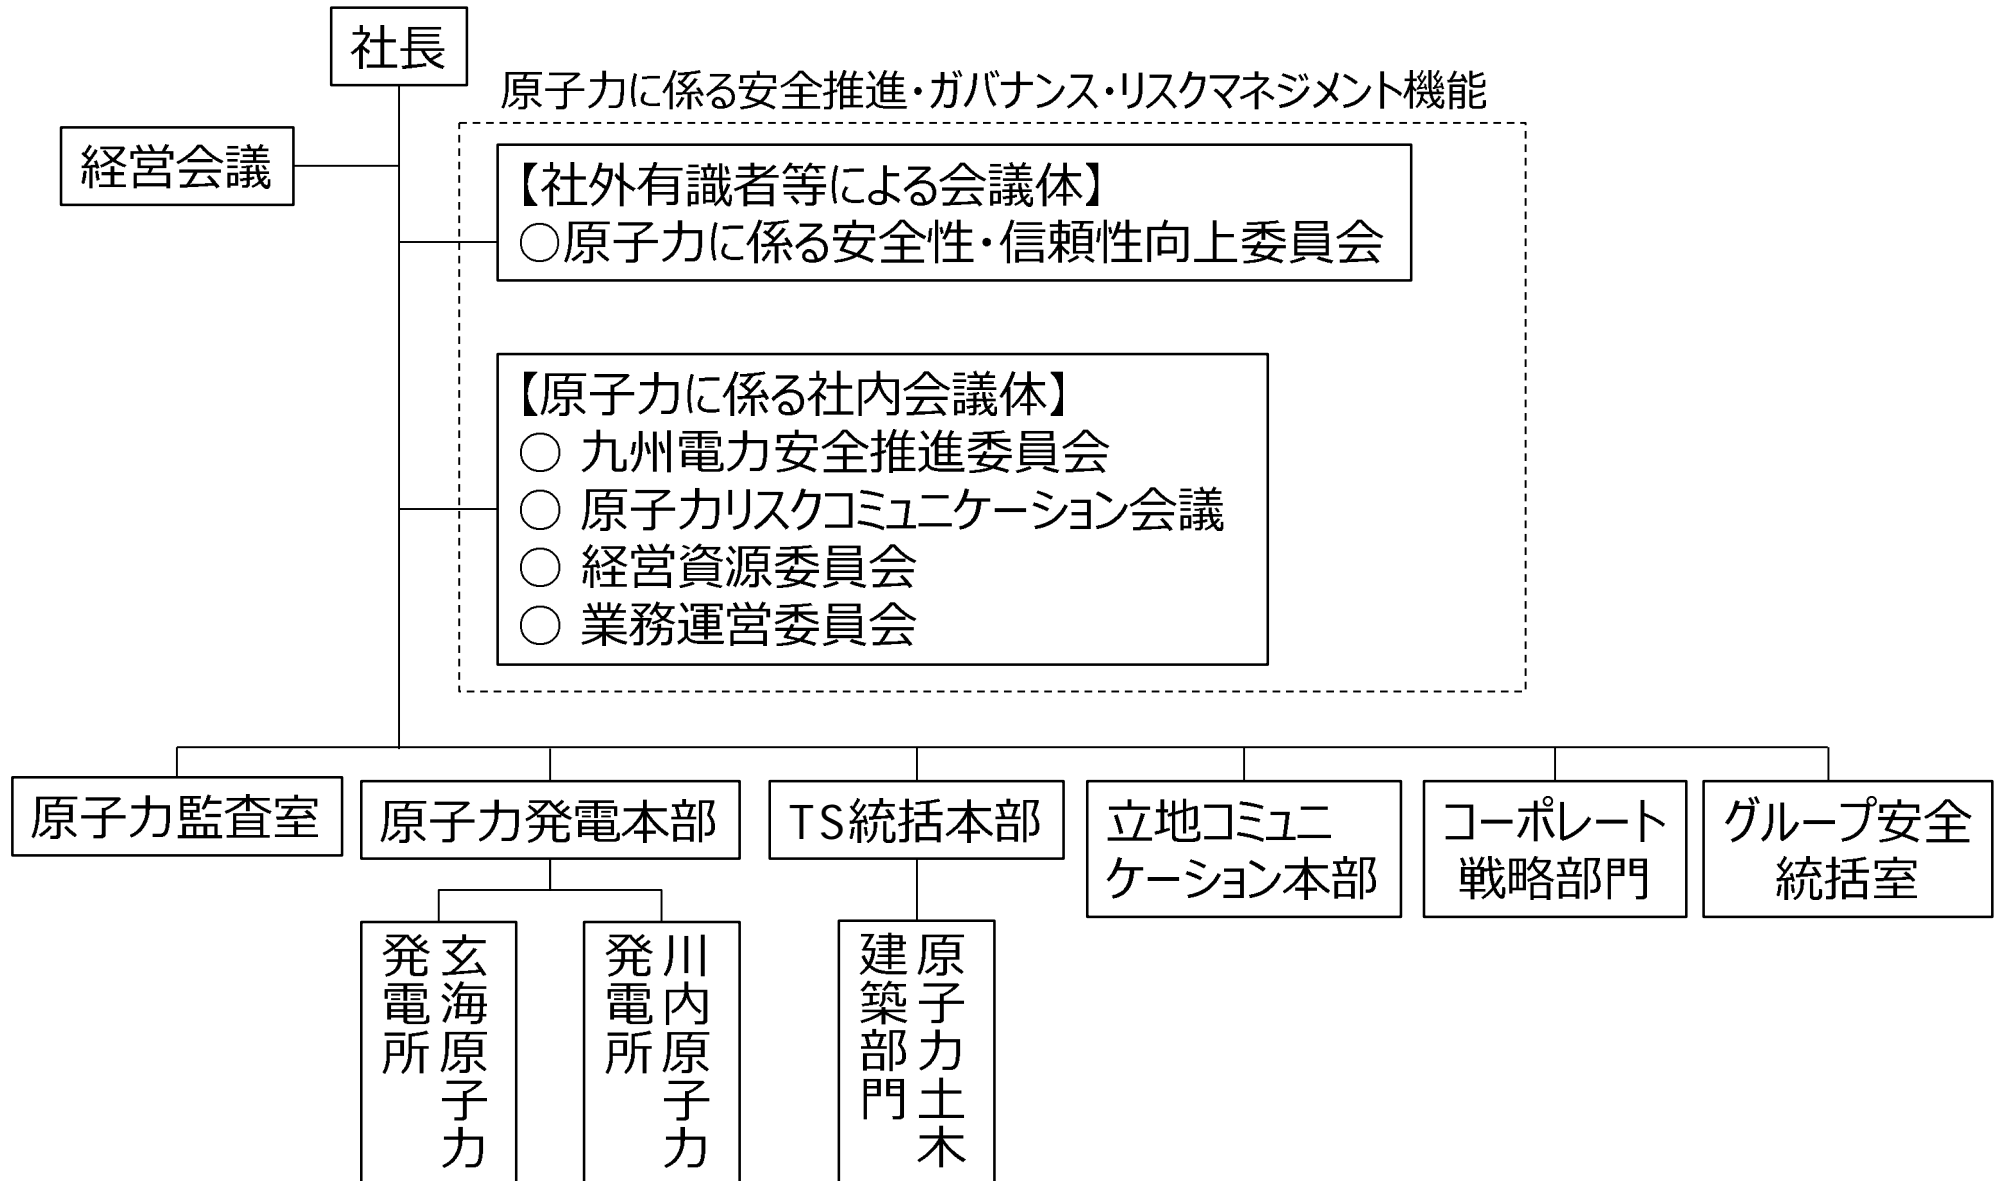 社長
原子力に係る安全推進・ガバナンス・リスクマネジメント機能
経営会議
【社外有識者等による会議体】
○原子力に係る安全性・信頼性向上委員会
【原子力に係る社内会議体】
○ 九州電力安全推進委員会
○ 原子力リスクコミュニケーション会議
○ 経営資源委員会
○ 業務運営委員会
原子力監査室
原子力発電本部
TS統括本部
立地コミュニ
ケーション本部
コーポレート
戦略部門
グループ安全
統括室
玄海原子力
発電所
川内原子力
発電所
原子力土木
建築部門